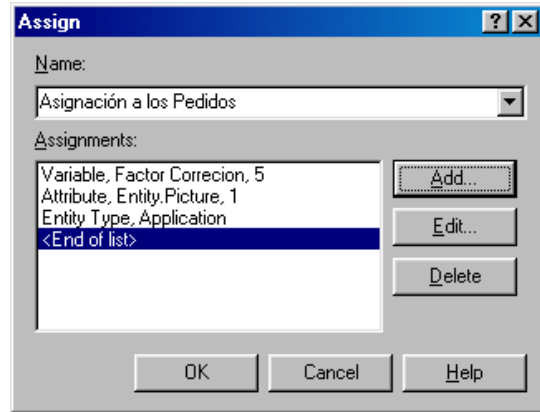 Assign
Name:
Asignación a los Pedidos
Assignments:
Variable, Factor Correcion, 5
Attribute, Entity.Picture, 1
Entity Type, Application
<End of list>
Add...
Edit...
Delete
OK Cancel Help